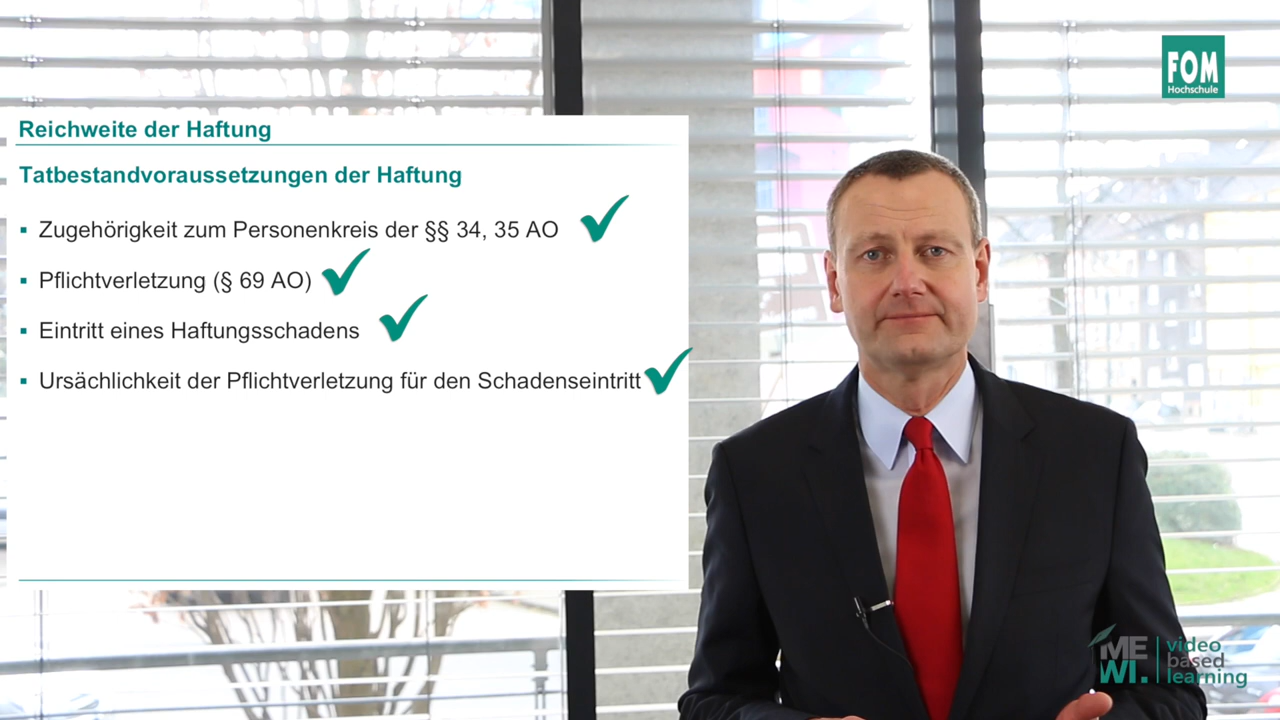 FOM
Hochschule
Reichweite der Haftung
Tatbestandvoraussetzungen der Haftung
▪ Zugehörigkeit zum Personenkreis der §§ 34, 35 AO
▪ Pflichtverletzung (§ 69 AO)
▪ Eintritt eines Haftungsschadens
▪ Ursächlichkeit der Pflichtverletzung für den Schadenseintritt
ME
WI.
video
based
learning